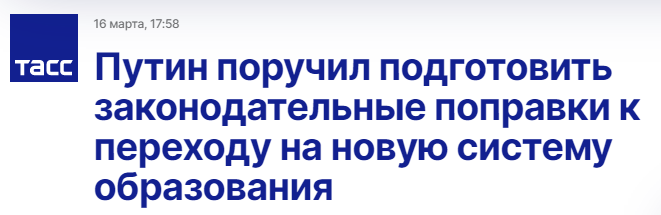 16 марта, 17:58
тасс
Путин поручил подготовить
законодательные поправки к
переходу на новую систему
образования